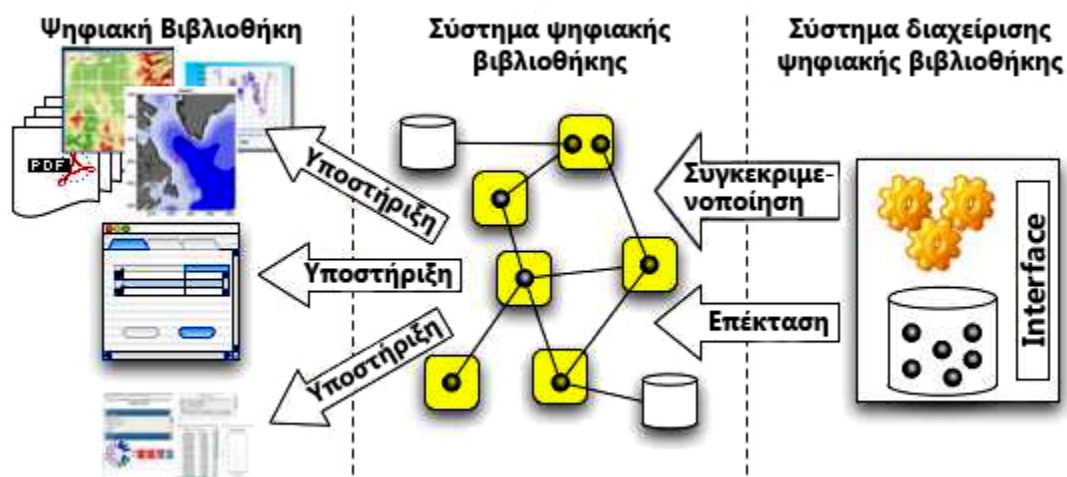 Ψηφιακή Βιβλιοθήκη
Σύστημα ψηφιακής
βιβλιοθήκης
Σύστημα διαχείρισης
ψηφιακής βιβλιοθήκης
PDF
Υποστήριξη
Υποστήριξη
Υποστήριξη
Συγκεκριμε-
νοποίηση
Επέκταση
Interface